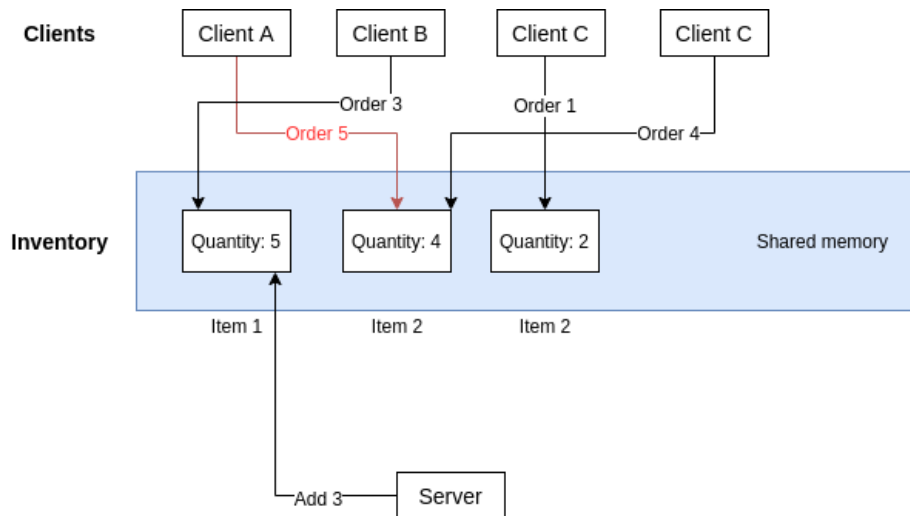 Clients
Client A
Client B
Client C
Client C
Order 3
Order 1
Order 5
Order 4
Inventory
Quantity: 5
Quantity: 4
Quantity: 2
Shared memory
Item 1
Item 2
Item 2
Add 3
Server